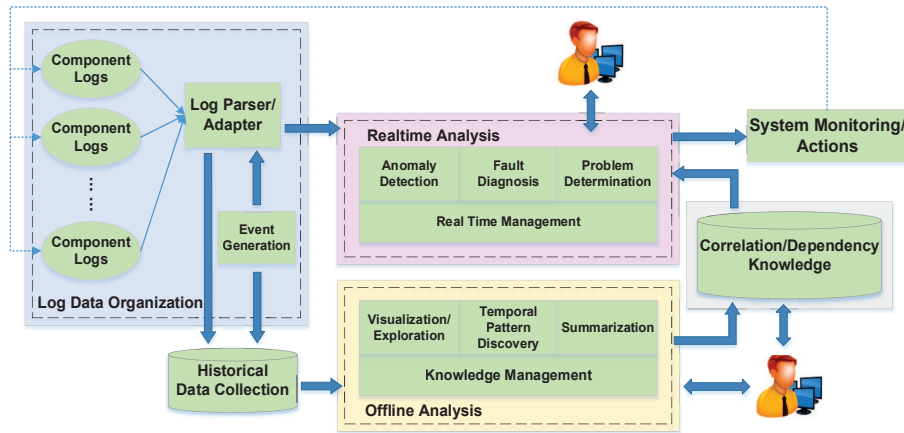 Component
Logs
Component
Logs
Component
Logs
Log Parser/
Adapter
Event
Generation
Log Data Organization
Historical
Data Collection
Realtime Analysis
Anomaly
Detection
Fault
Diagnosis
Problem
Determination
Real Time Management
System Monitoring/
Actions
Correlation/Dependency
Knowledge
Visualization/
Exploration
Temporal
Pattern
Discovery
Summarization
Knowledge Management
Offline Analysis